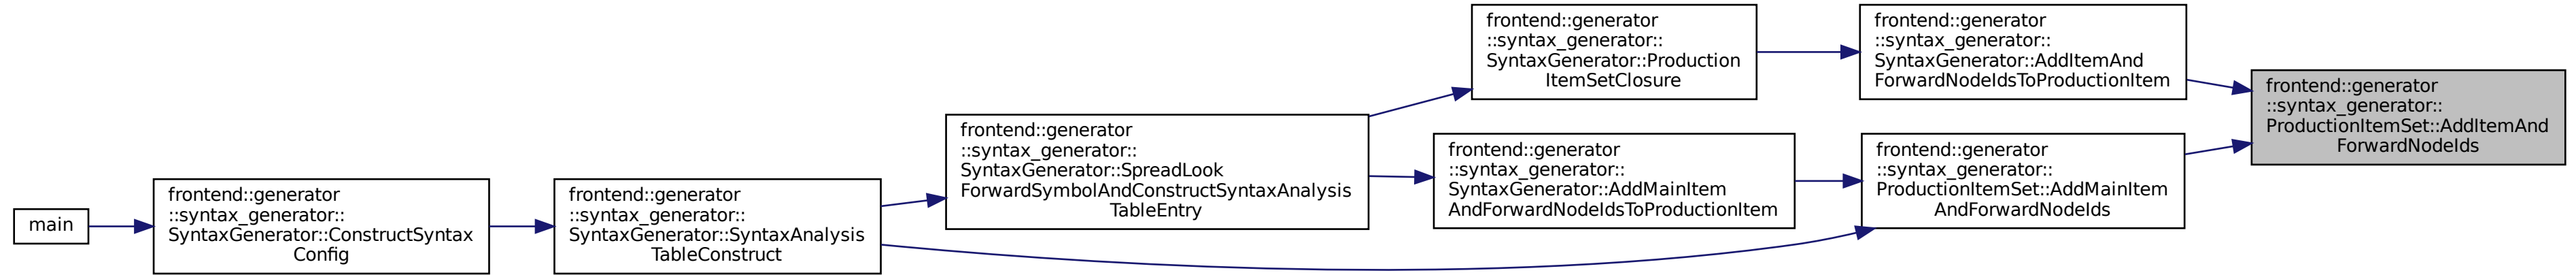 main
frontend::generator
::syntax_generator::
SyntaxGenerator::ConstructSyntax
Config
frontend::generator
::syntax_generator::
SyntaxGenerator::SyntaxAnalysis
TableConstruct
frontend::generator
::syntax_generator::
SyntaxGenerator::SpreadLook
ForwardSymbolAndConstructSyntaxAnalysis
TableEntry
frontend::generator
::syntax_generator::
SyntaxGenerator::Production
ItemSetClosure
frontend::generator
::syntax_generator::
SyntaxGenerator::AddMainItem
AndForwardNodeIdsToProductionItem
frontend::generator
::syntax_generator::
SyntaxGenerator::AddItemAnd
ForwardNodeIdsToProductionItem
frontend::generator
::syntax_generator::
ProductionItemSet::AddMainItem
AndForwardNodeIds
frontend::generator
::syntax_generator::
ProductionItemSet::AddItemAnd
ForwardNodeIds